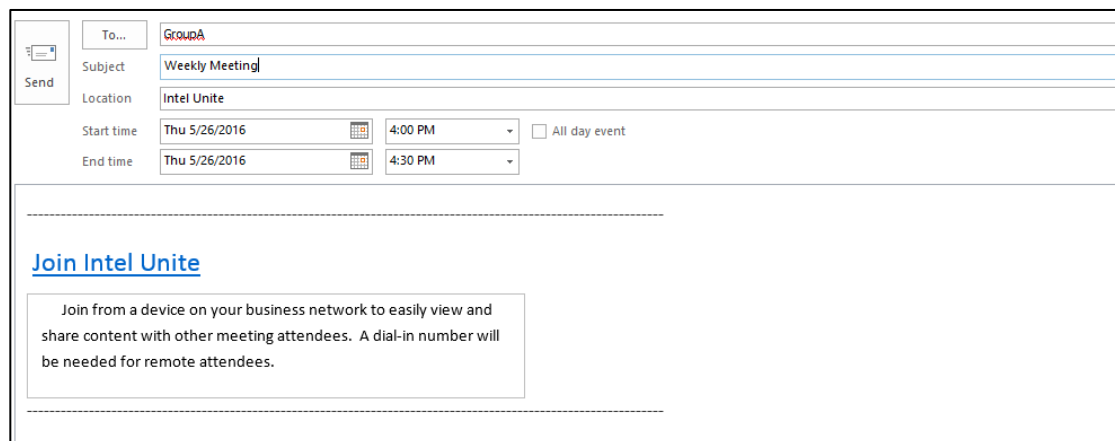 To... GroupA
Send
Subject Weekly Meeting
Location Intel Unite
Start time Thu 5/26/2016 4:00 PM All day event
End time Thu 5/26/2016 4:30 PM
------------------------------------------------------------
Join Intel Unite
Join from a device on your business network to easily view and
share content with other meeting attendees. A dial-in number will
be needed for remote attendees.
------------------------------------------------------------